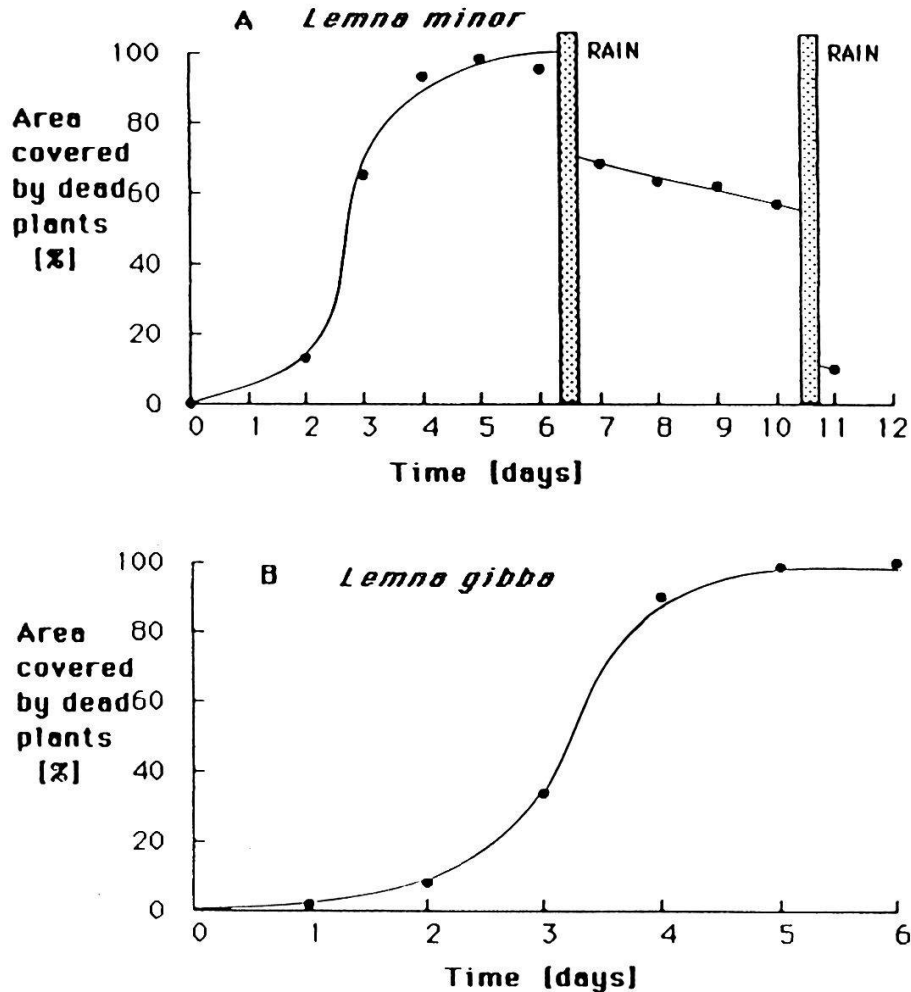 A Lemna minor
100
80
60
40
20
0
Area
covered
by dead
plants
[%]
RAIN
RAIN
0 1 2 3 4 5 6 7 8 9 10 11 12
Time [days]
B Lemna gibba
100
80
60
40
20
0
Area
covered
by dead
plants
[%]
0 1 2 3 4 5 6
Time [days]